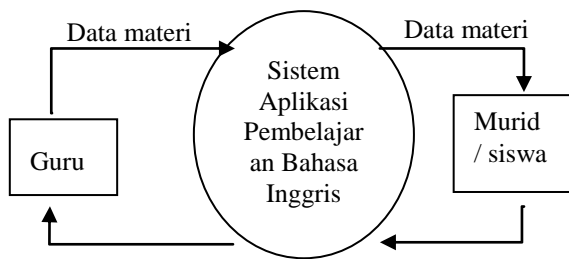 Data materi
Data materi
Sistem
Aplikasi
Pembelajar
an Bahasa
Inggris
Guru
Murid
/ siswa